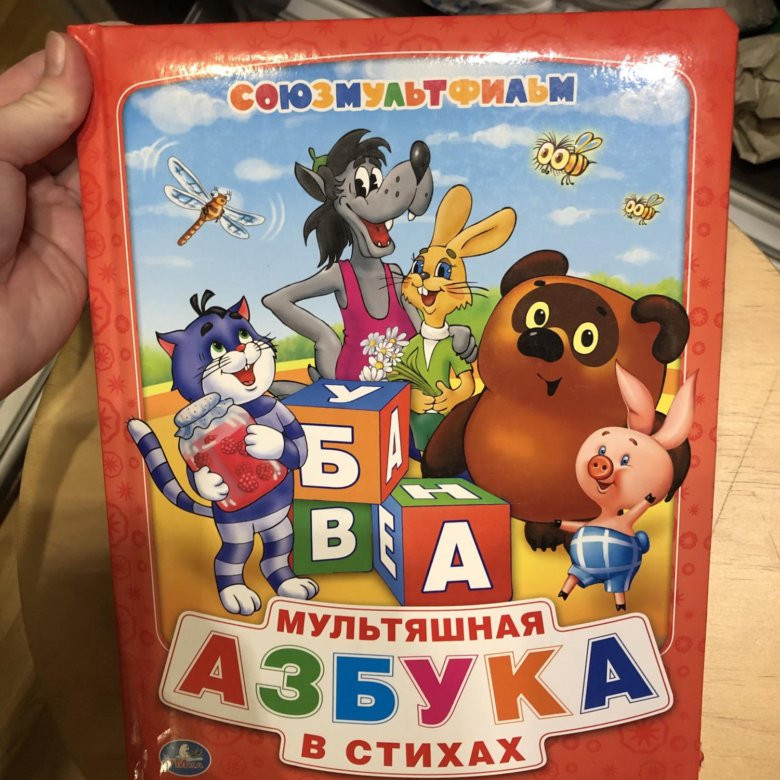 СОЮЗМУЛЬТФИЛЬМ
У
Б А
Н
В Е А
МУЛЬТЯШНАЯ
АЗБУКА
В СТИХАХ